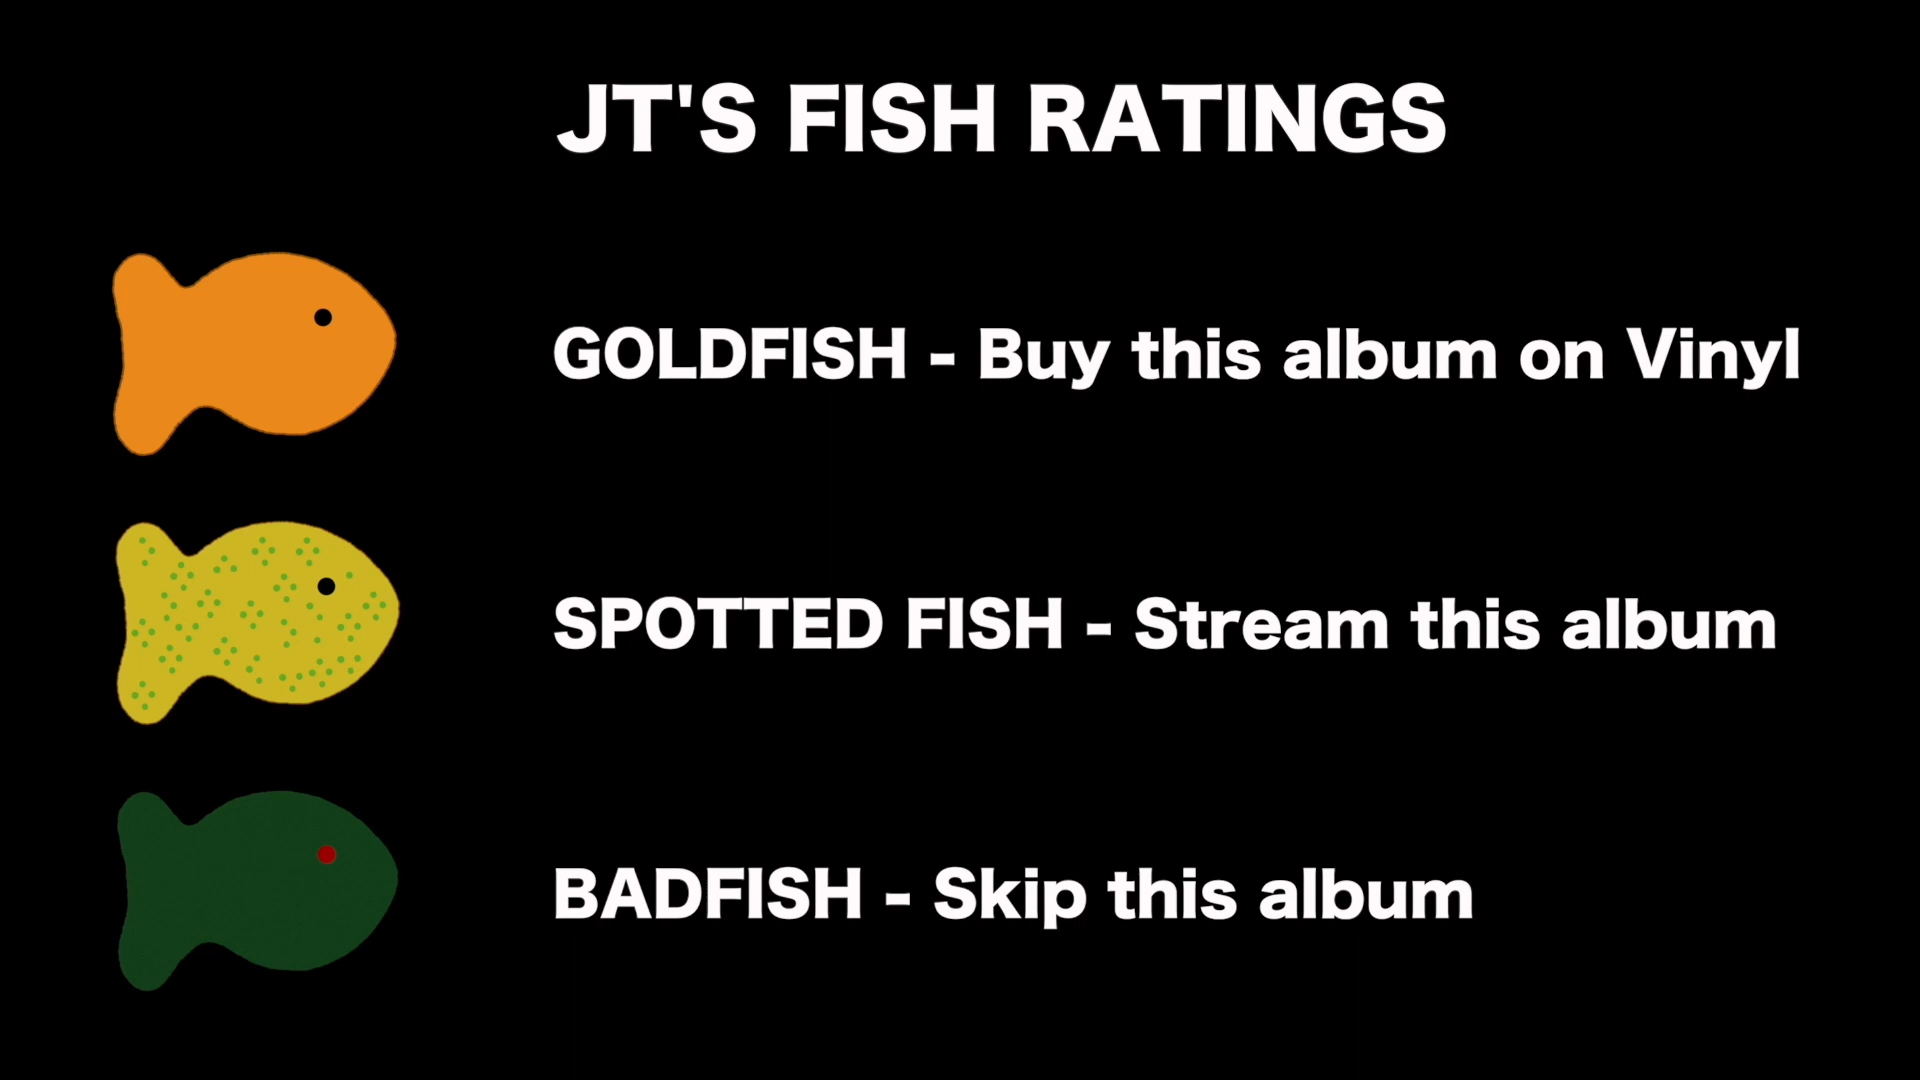 JT'S FISH RATINGS
GOLDFISH - Buy this album on Vinyl
SPOTTED FISH - Stream this album
BADFISH - Skip this album